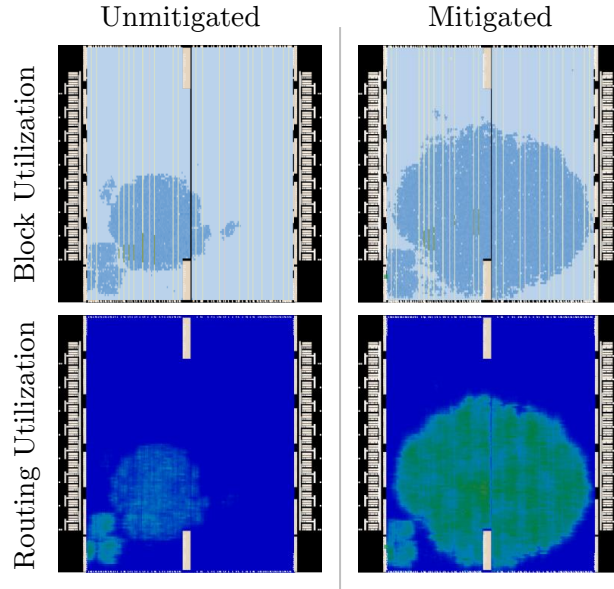 Unmitigated
Mitigated
Block Utilization
Routing Utilization